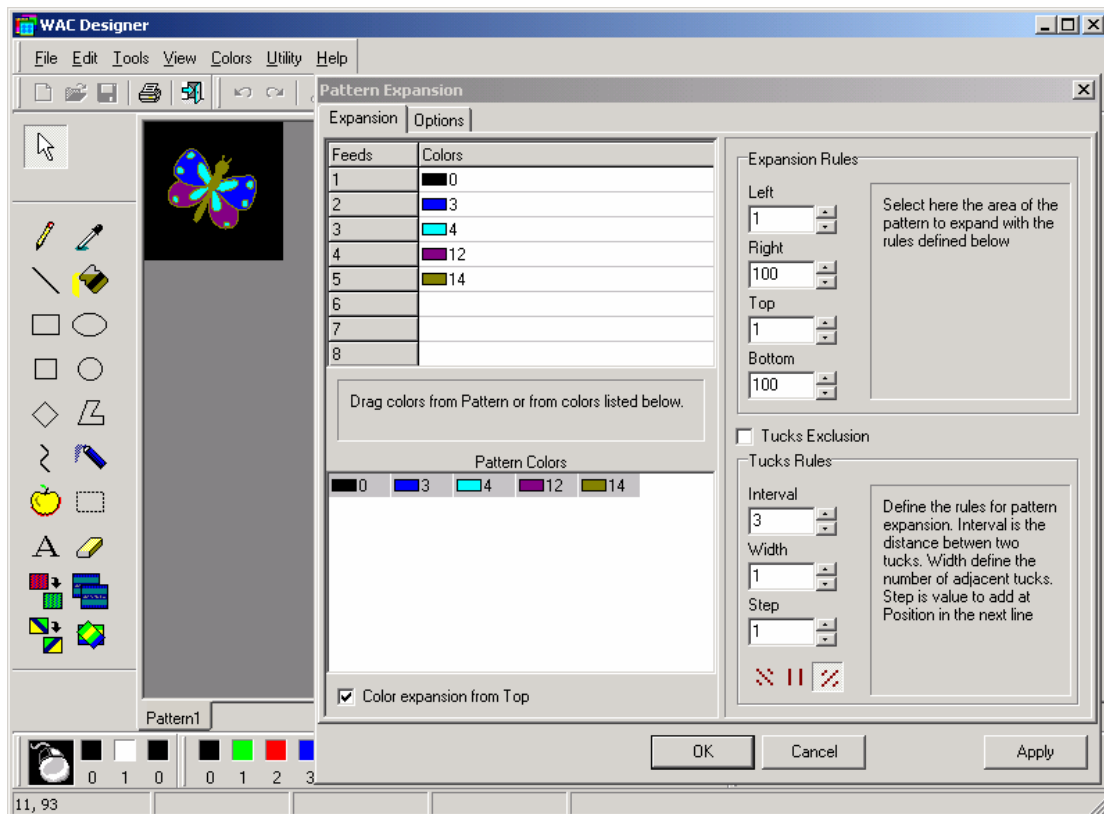 WAC Designer
File Edit Tools View Colors Utility Help
Pattern Expansion
Expansion Options
Feeds Colors
1 0
2 3
3 4
4 12
5 14
6
7
8
Drag colors from Pattern or from colors listed below.
Pattern Colors
0 3 4 12 14
Color expansion from Top
Expansion Rules
Left
1
Right
100
Top
1
Bottom
100
Select here the area of the
pattern to expand with the
rules defined below
Tucks Exclusion
Tucks Rules
Interval
3
Width
1
Step
1
Define the rules for pattern
expansion. Interval is the
distance betwen two
tucks. Width define the
number of adjacent tucks.
Step is value to add at
Position in the next line
OK Cancel Apply
A
Pattern1
0 1 0 0 1 2 3
11, 93